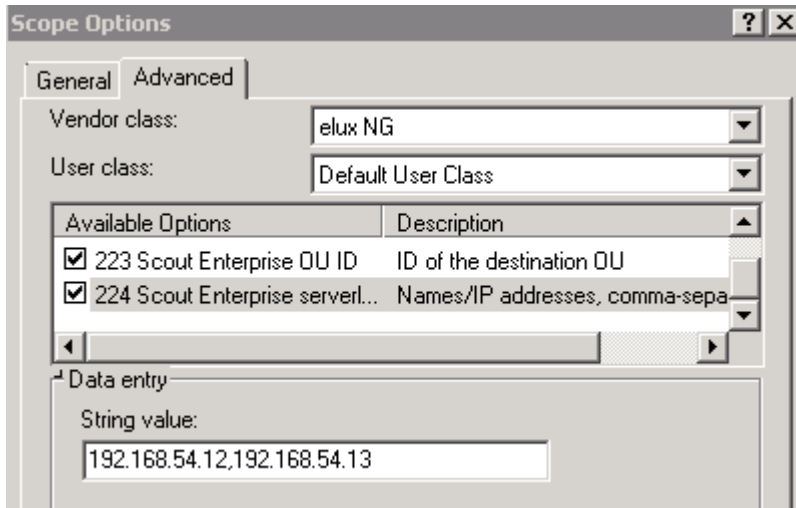 Scope Options
General Advanced
Vendor class: elux NG
User class: Default User Class
Available Options Description
223 Scout Enterprise OU ID ID of the destination OU
224 Scout Enterprise serverl... Names/IP addresses, comma-sepa
Data entry
String value:
192.168.54.12,192.168.54.13